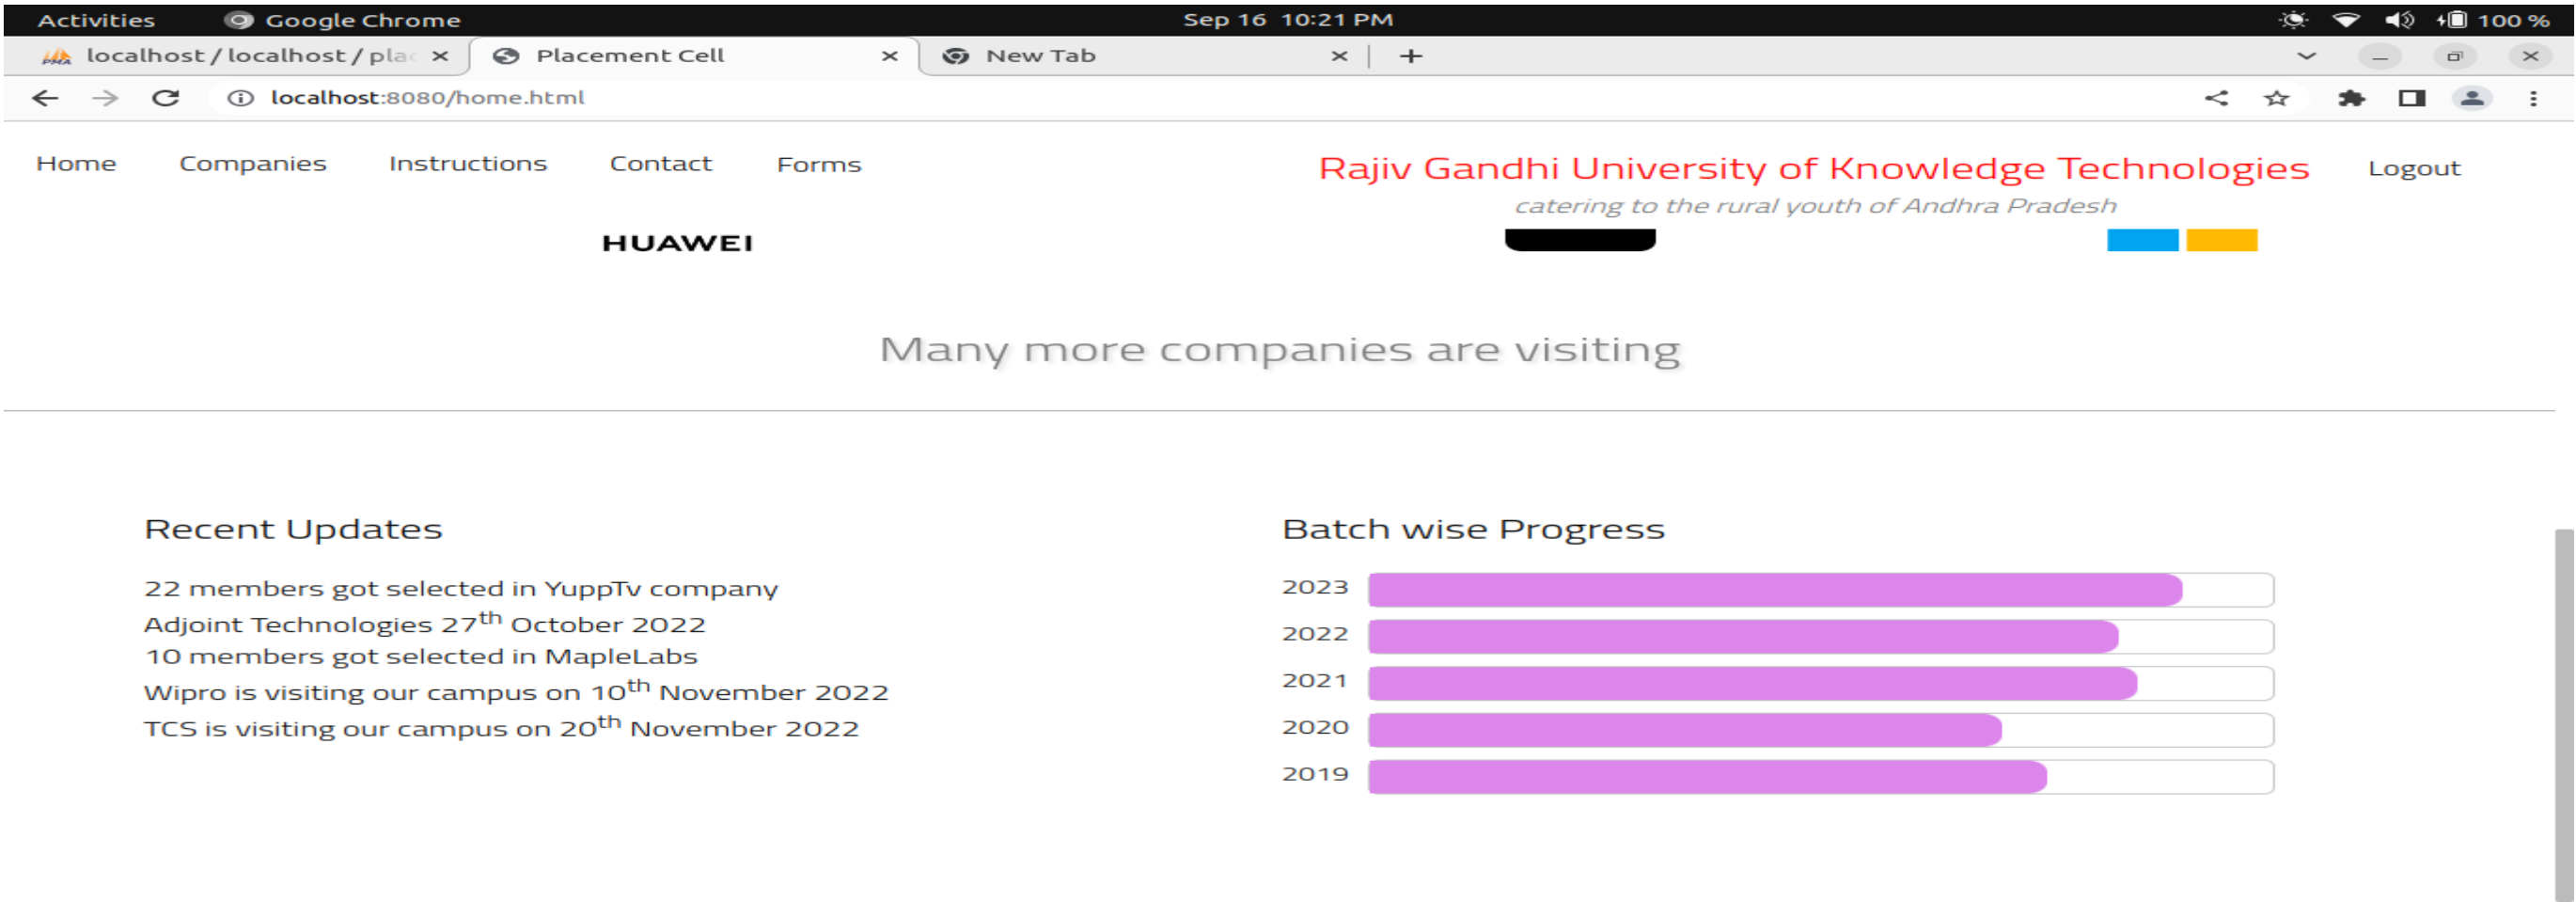 Activities Google Chrome Sep 16 10:21 PM 100 %
localhost / localhost / pla Placement Cell New Tab
localhost:8080/home.html
Home Companies Instructions Contact Forms Rajiv Gandhi University of Knowledge Technologies Logout
catering to the rural youth of Andhra Pradesh
HUAWEI
Many more companies are visiting
Recent Updates
22 members got selected in YuppTv company
Adjoint Technologies 27th October 2022
10 members got selected in MapleLabs
Wipro is visiting our campus on 10th November 2022
TCS is visiting our campus on 20th November 2022
Batch wise Progress
2023
2022
2021
2020
2019